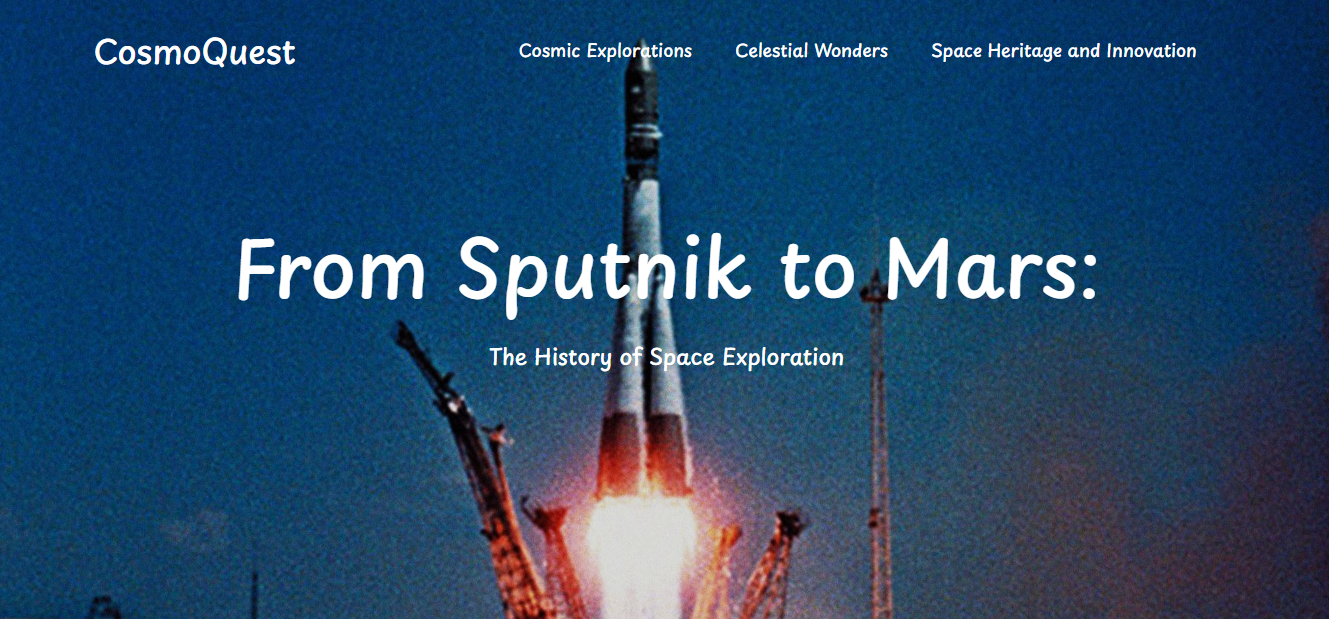 CosmoQuest
Cosmic Explorations Celestial Wonders Space Heritage and Innovation
From Sputnik to Mars:
The History of Space Exploration